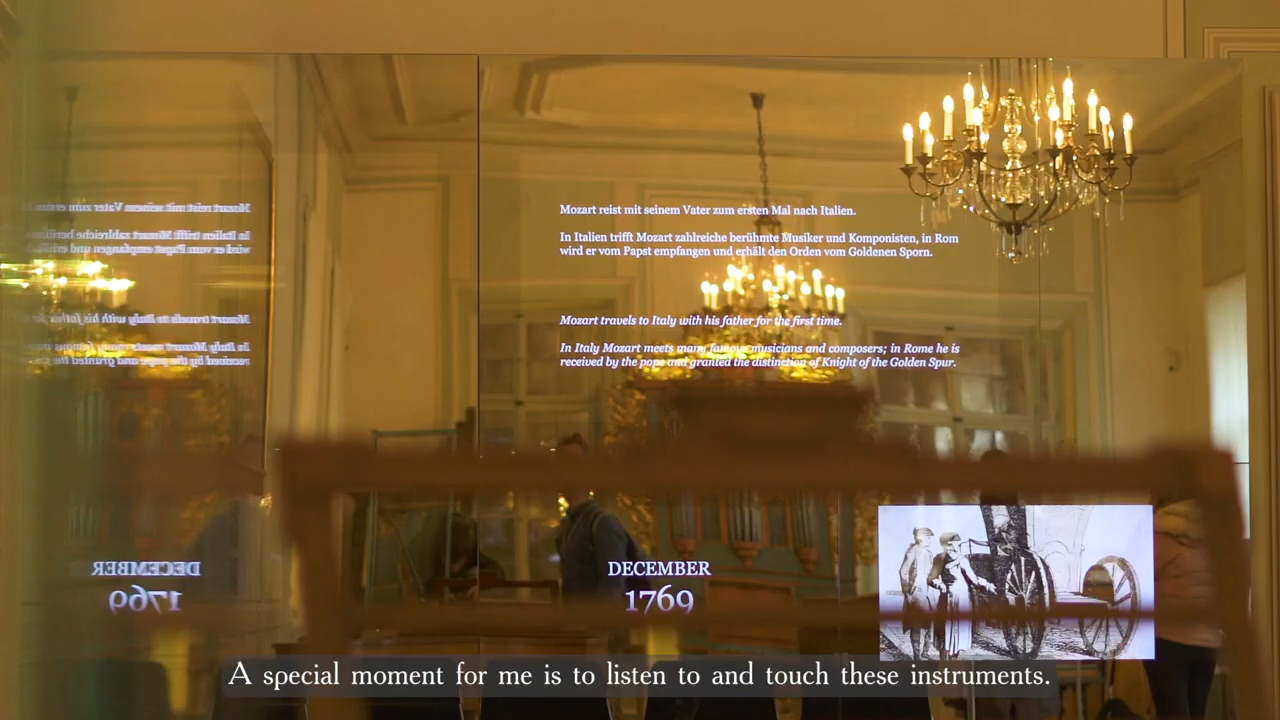 Mozart reist mit seinem Vater zum ersten Mal nach Italien.
In Italien trifft Mozart zahlreiche berühmte Musiker und Komponisten, in Rom
wird er vom Papst empfangen und erhält den Orden vom Goldenen Sporn.
Mozart travels to Italy with his father for the first time.
In Italy Mozart meets many famous musicians and composers; in Rome he is
received by the pope and granted the distinction of Knight of the Golden Spur.
DECEMBER
1769
A special moment for me is to listen to and touch these instruments.